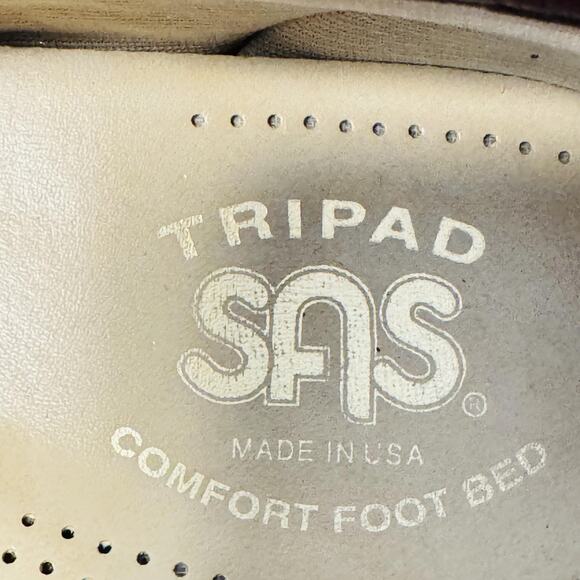 TRIPAD
SAS®
MADE IN USA
COMFORT FOOT BED